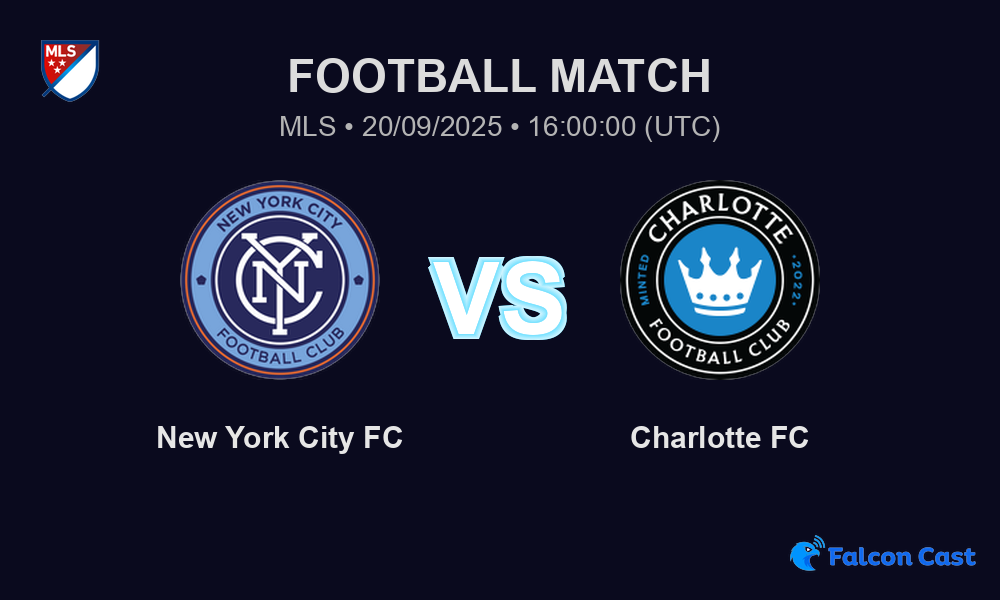 MLS
FOOTBALL MATCH
MLS • 20/09/2025 • 16:00:00 (UTC)
NEW YORK CITY
NYC
FOOTBALL CLUB
VS
CHARLOTTE
MINTED
•2022•
FOOTBALL CLUB
New York City FC
Charlotte FC
Falcon Cast